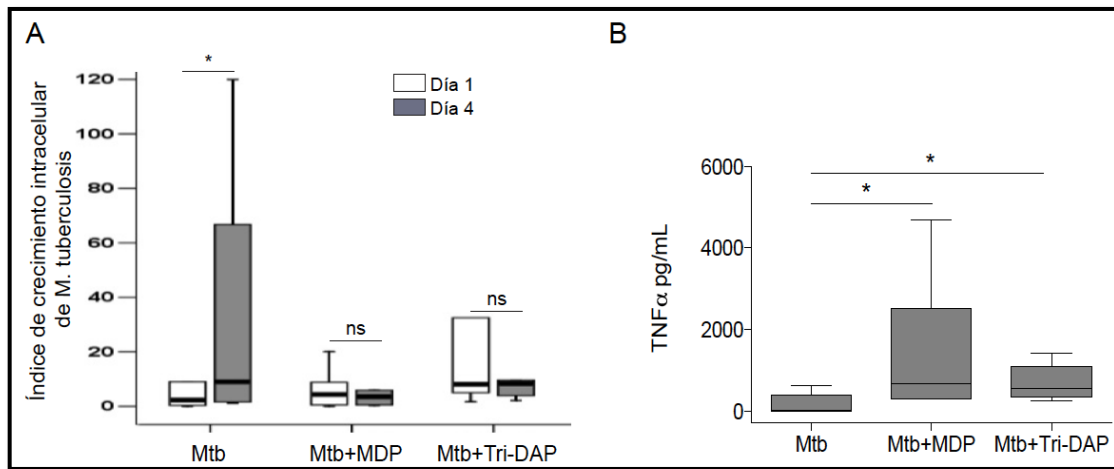 A
Índice de crecimiento intracelular
de M. tuberculosis
120
100
80
60
40
20
0
*
ns
ns
Día 1
Día 4
Mtb
Mtb+MDP
Mtb+Tri-DAP
B
TNFα pg/mL
6000
4000
2000
0
*
*
Mtb
Mtb+MDP
Mtb+Tri-DAP